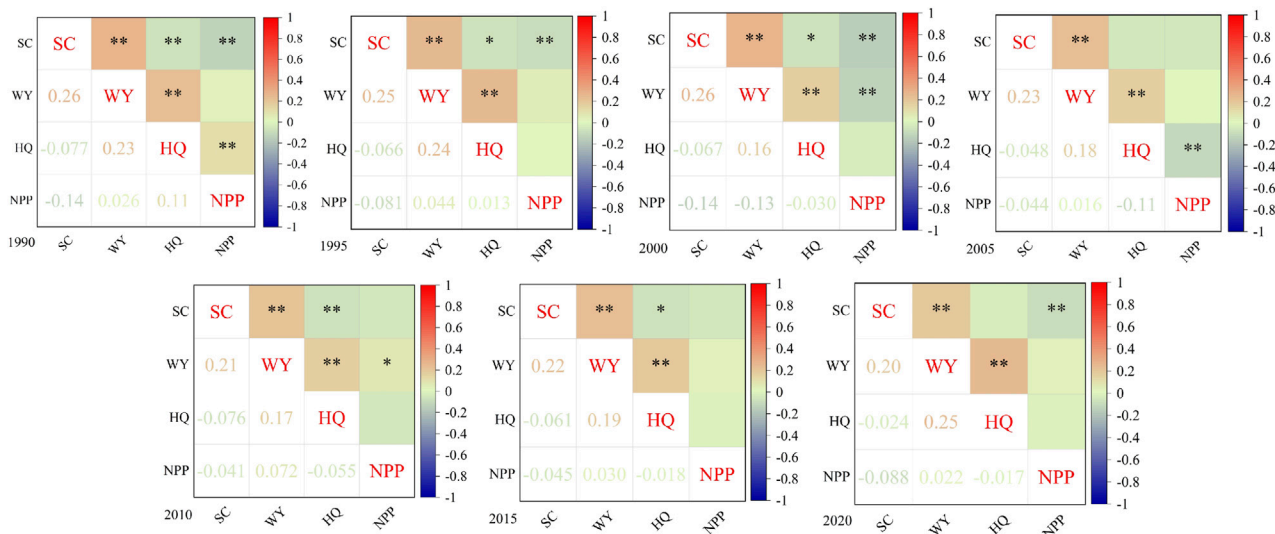 1
SC SC ** ** ** 0.8
0.6
0.4
WY 0.26 WY ** 0.2
0
HQ -0.077 0.23 HQ ** -0.2
-0.4
-0.6
NPP -0.14 0.026 0.11 NPP -0.8
-1
1990 SC WY HQ NPP
1
SC SC ** * ** 0.8
0.6
0.4
WY 0.25 WY ** 0.2
0
HQ -0.066 0.24 HQ -0.2
-0.4
-0.6
NPP -0.081 0.044 0.013 NPP -0.8
-1
1995 SC WY HQ NPP
1
SC SC ** * ** 0.8
0.6
0.4
WY 0.26 WY ** ** 0.2
0
HQ -0.067 0.16 HQ -0.2
-0.4
-0.6
NPP -0.14 -0.13 -0.030 NPP -0.8
-1
2000 SC WY HQ NPP
1
SC SC ** 0.8
0.6
0.4
WY 0.23 WY ** 0.2
0
HQ -0.048 0.18 HQ ** -0.2
-0.4
-0.6
NPP -0.044 0.016 -0.11 NPP -0.8
-1
2005 SC WY HQ NPP
1
SC SC ** ** 0.8
0.6
0.4
WY 0.21 WY ** * 0.2
0
HQ -0.076 0.17 HQ -0.2
-0.4
-0.6
NPP -0.041 0.072 -0.055 NPP -0.8
-1
2010 SC WY HQ NPP
1
SC SC ** * 0.8
0.6
0.4
WY 0.22 WY ** 0.2
0
HQ -0.061 0.19 HQ -0.2
-0.4
-0.6
NPP -0.045 0.030 -0.018 NPP -0.8
-1
2015 SC WY HQ NPP
1
SC SC ** ** 0.8
0.6
0.4
WY 0.20 WY ** 0.2
0
HQ -0.024 0.25 HQ -0.2
-0.4
-0.6
NPP -0.088 0.022 -0.017 NPP -0.8
-1
2020 SC WY HQ NPP